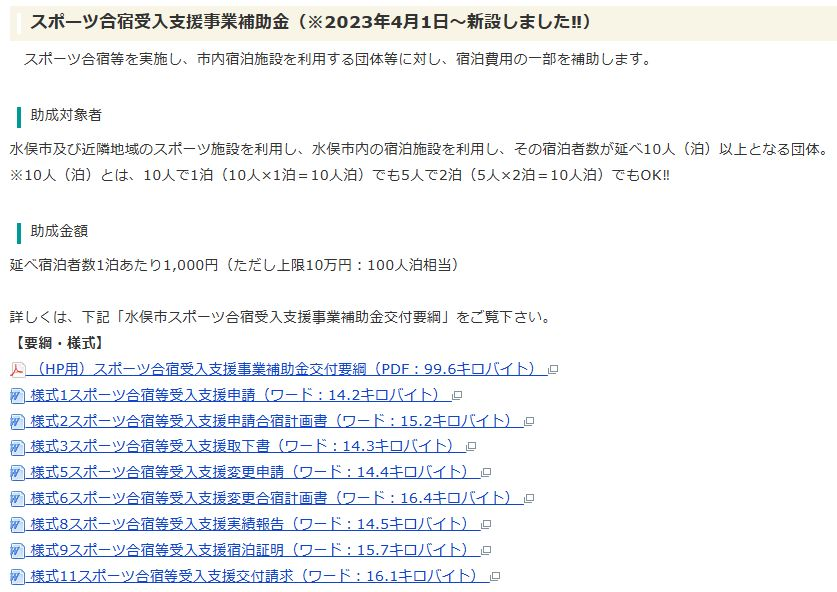 スポーツ合宿受入支援事業補助金（※2023年4月1日～新設しました!!）
スポーツ合宿等を実施し、市内宿泊施設を利用する団体等に対し、宿泊費用の一部を補助します。
助成対象者
水俣市及び近隣地域のスポーツ施設を利用し、水俣市内の宿泊施設を利用し、その宿泊者数が延べ10人（泊）以上となる団体。
※10人（泊）とは、10人で1泊（10人×1泊＝10人泊）でも5人で2泊（5人×2泊＝10人泊）でもOK!!
助成金額
延べ宿泊者数1泊あたり1,000円（ただし上限10万円：100人泊相当）
詳しくは、下記「水俣市スポーツ合宿受入支援事業補助金交付要綱」をご覧下さい。
【要綱・様式】
（HP用）スポーツ合宿受入支援事業補助金交付要綱（PDF：99.6キロバイト）
様式1スポーツ合宿等受入支援申請（ワード：14.2キロバイト）
様式2スポーツ合宿等受入支援申請合宿計画書（ワード：15.2キロバイト）
様式3スポーツ合宿等受入支援取下書（ワード：14.3キロバイト）
様式5スポーツ合宿等受入支援変更申請（ワード：14.4キロバイト）
様式6スポーツ合宿等受入支援変更合宿計画書（ワード：16.4キロバイト）
様式8スポーツ合宿等受入支援実績報告（ワード：14.5キロバイト）
様式9スポーツ合宿等受入支援宿泊証明（ワード：15.7キロバイト）
様式11スポーツ合宿等受入支援交付請求（ワード：16.1キロバイト）